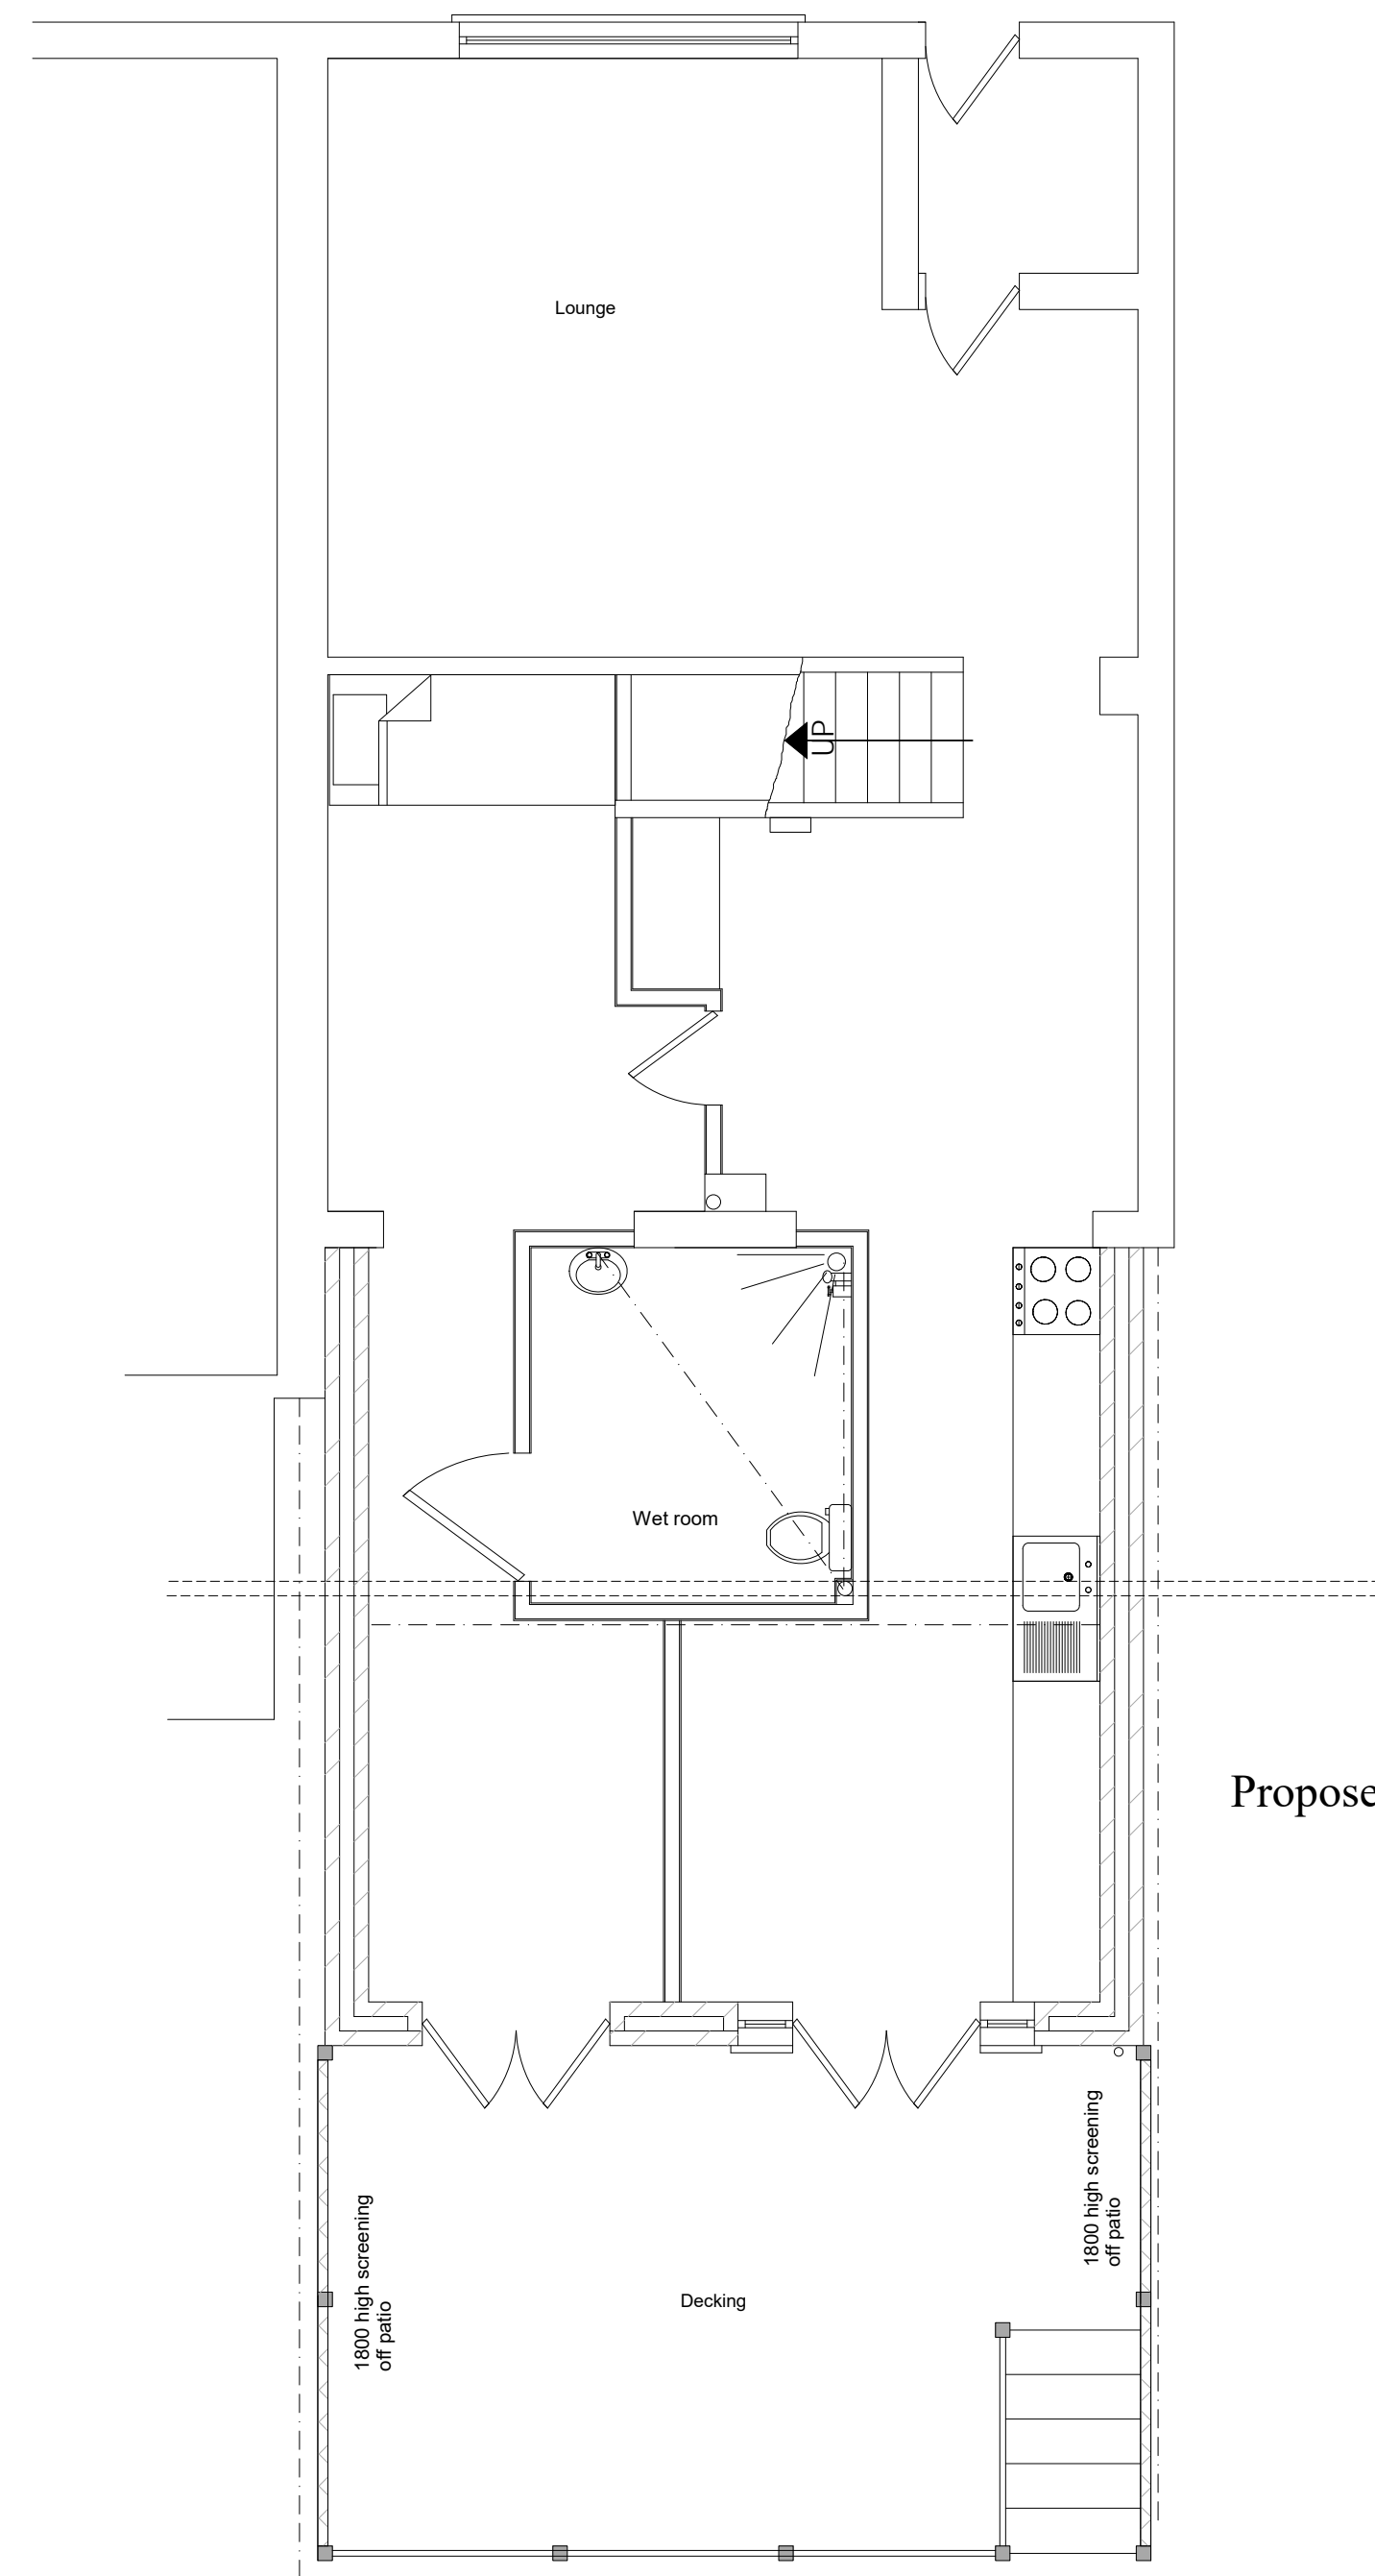 Lounge
UP
Wet room
Propose
1800 high screening
off patio
1800 high screening
off patio
Decking